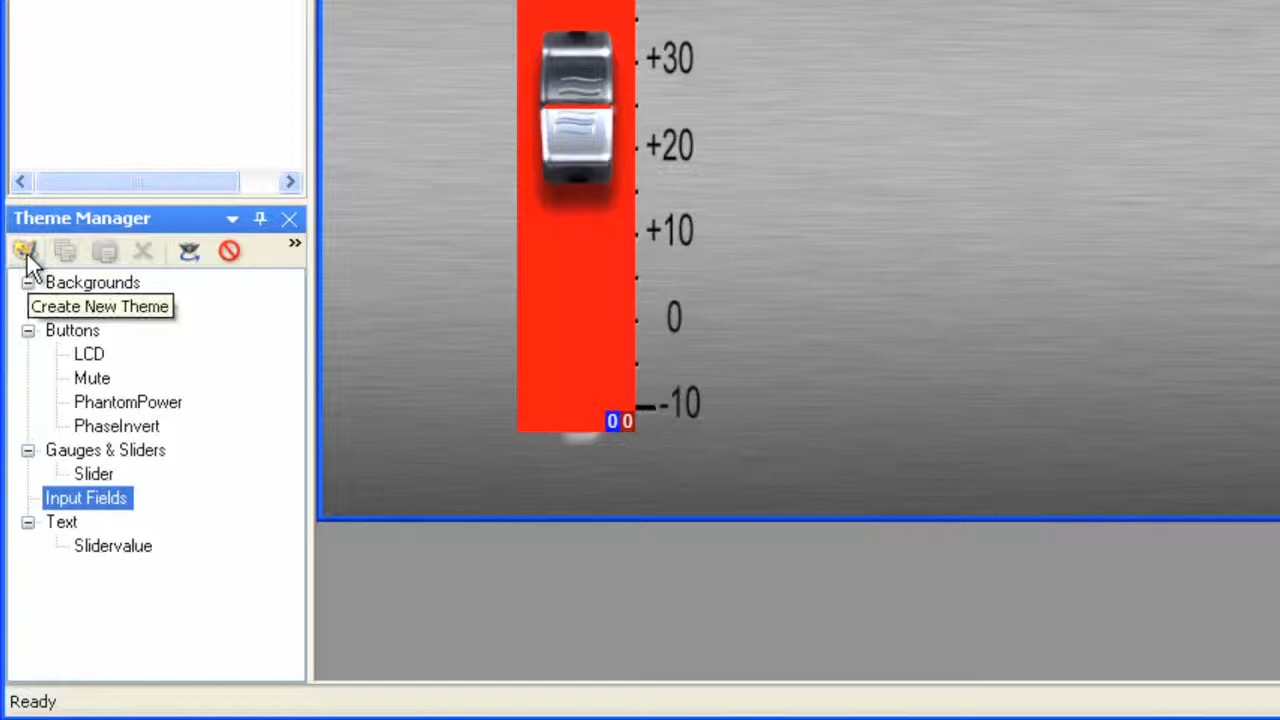 +30
+20
+10
0
-10
0 0
Theme Manager
Backgrounds
Create New Theme
Buttons
LCD
Mute
PhantomPower
PhaseInvert
Gauges & Sliders
Slider
Input Fields
Text
Slidervalue
Ready